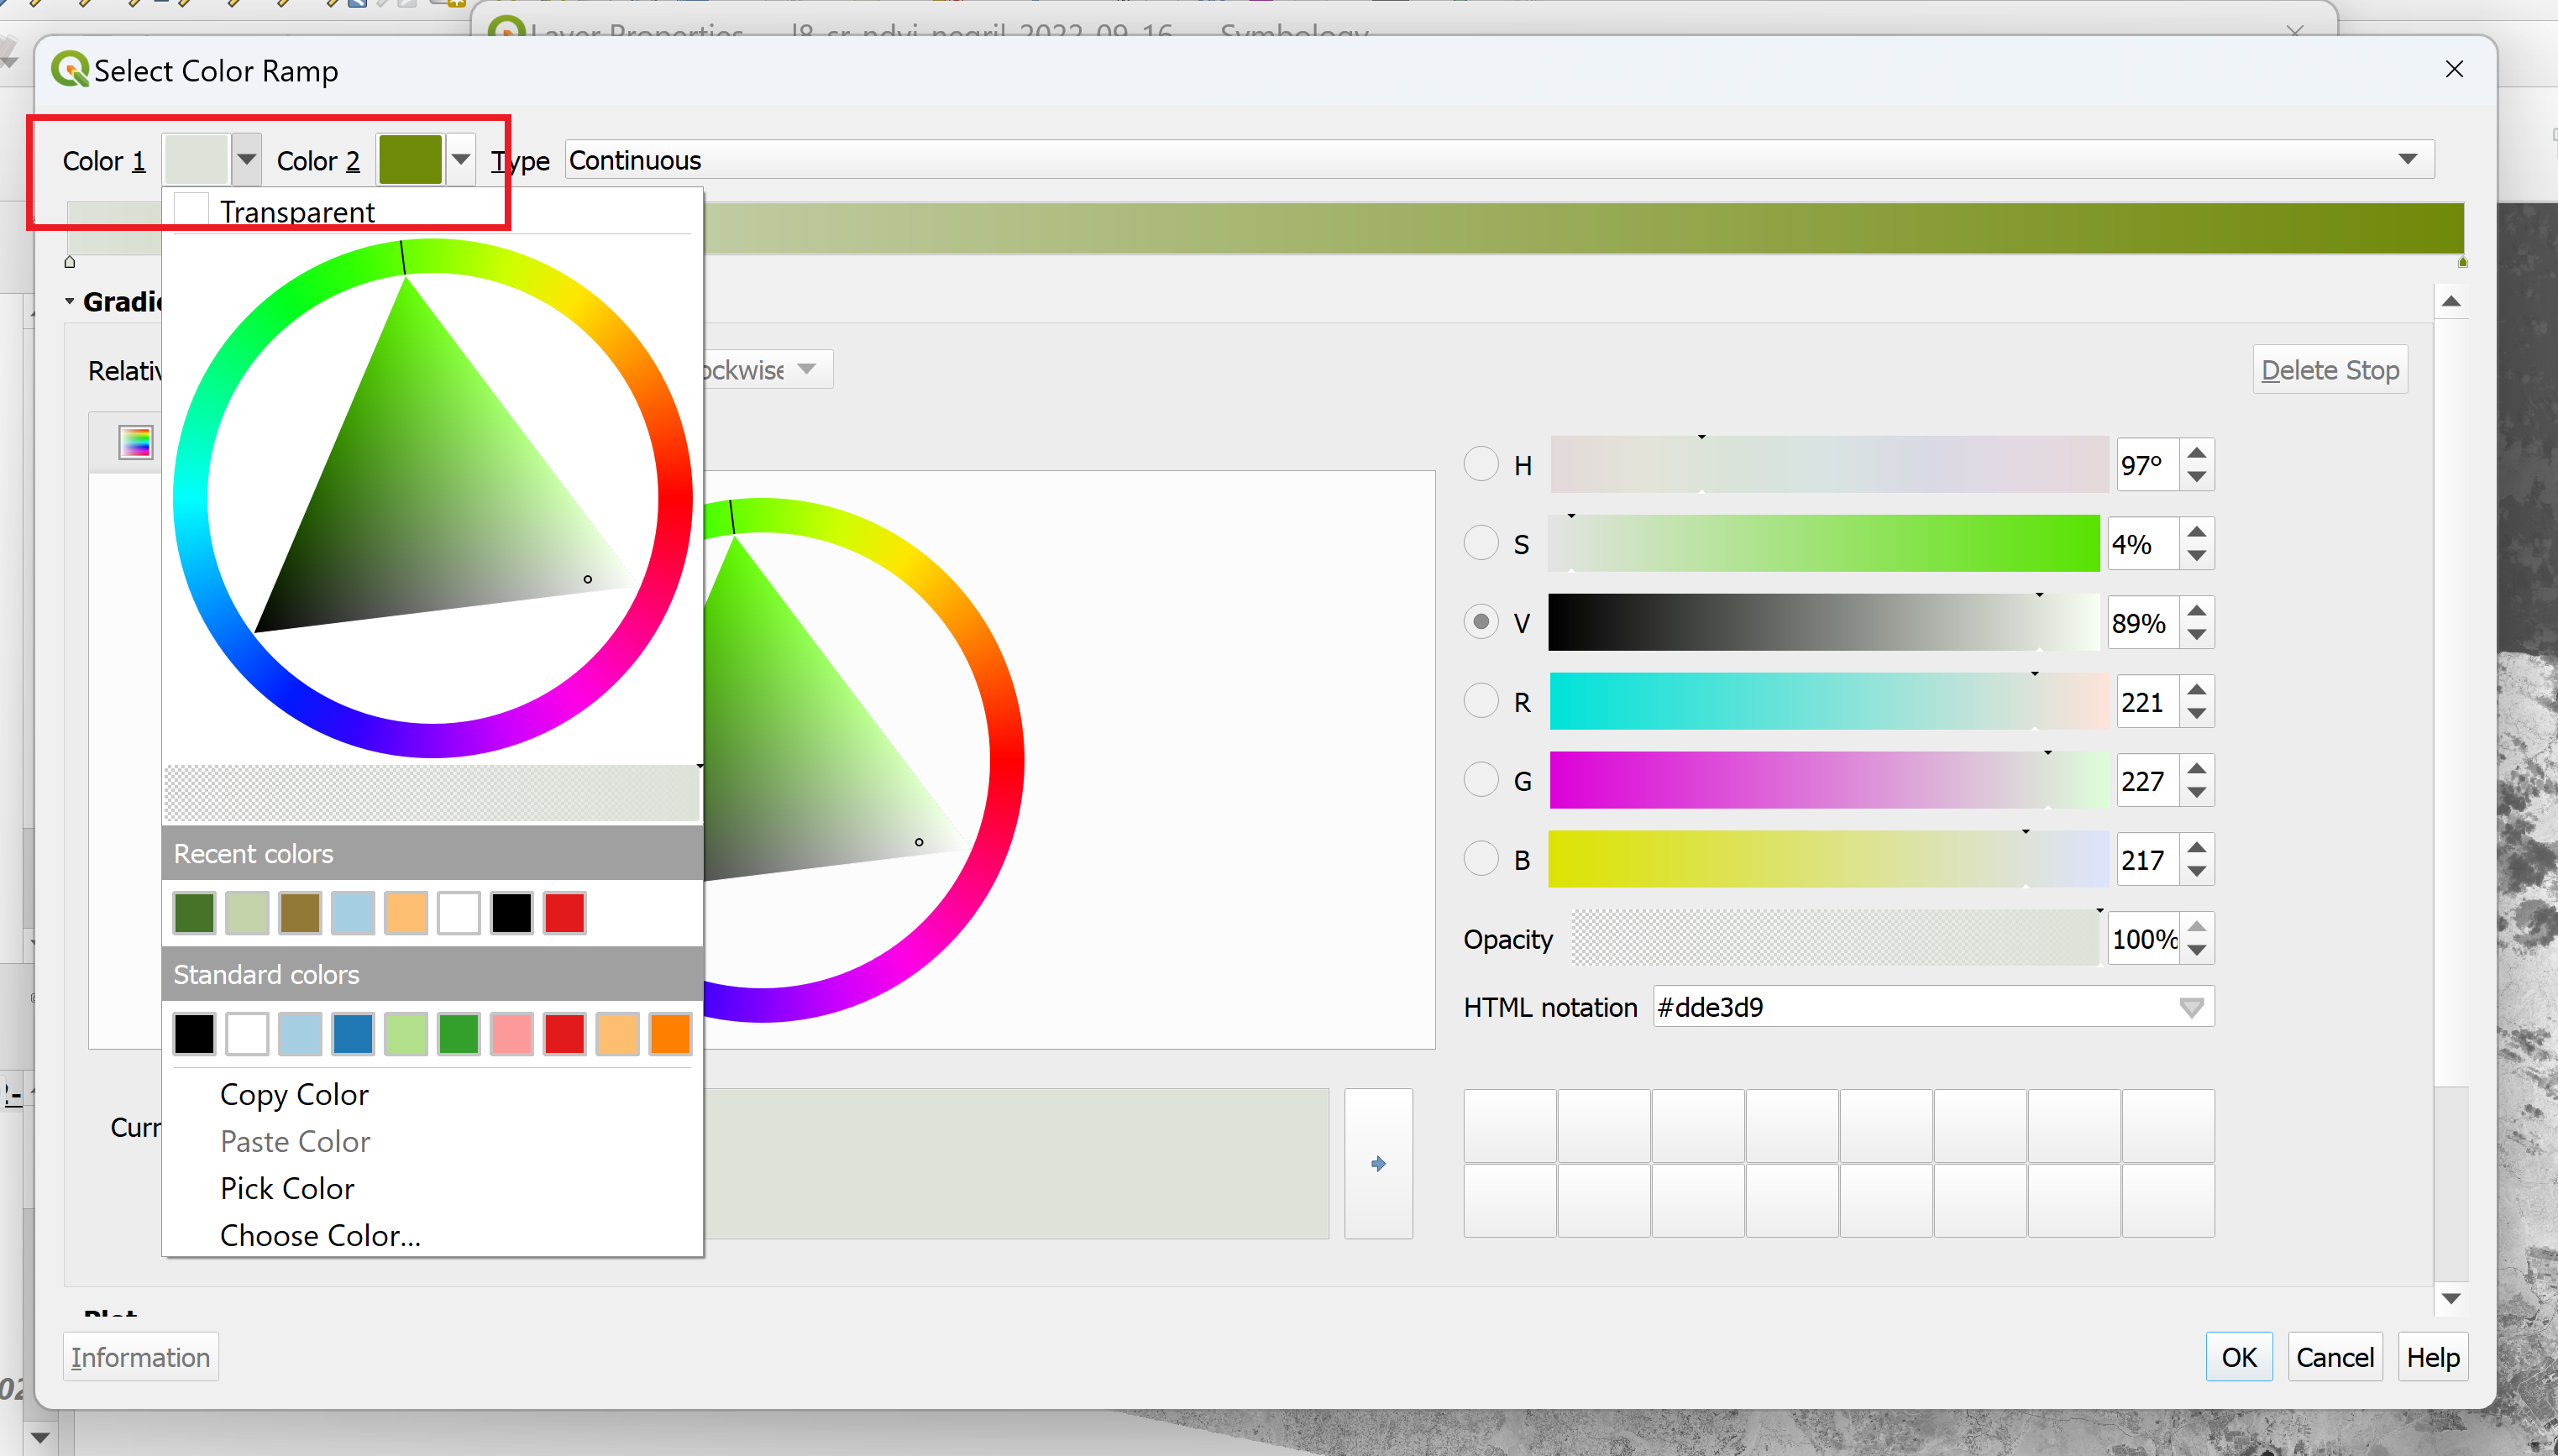 Layer Properties — l8_sr_ndvi_negril_2022_09_16 — Symbology
Select Color Ramp
Color 1
Color 2
Type
Continuous
Transparent
Gradie
Relativ
ockwise
Delete Stop
H
97°
S
4%
V
89%
R
221
G
227
B
217
Opacity
100%
HTML notation
#dde3d9
Recent colors
Standard colors
Copy Color
Paste Color
Pick Color
Choose Color...
Curr
Plot
Information
OK
Cancel
Help